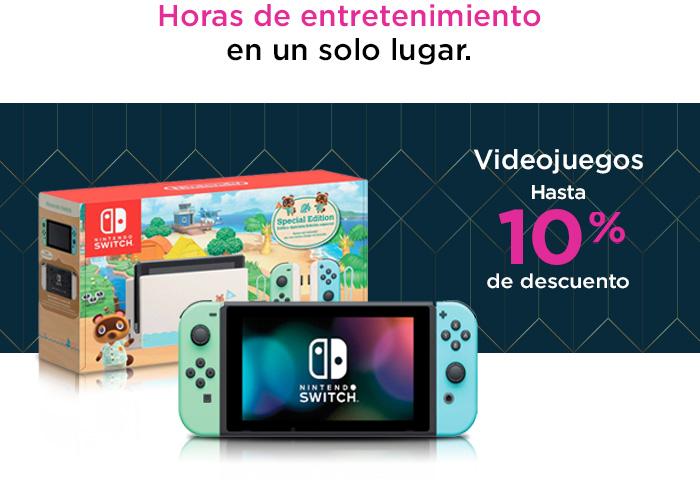 Horas de entretenimiento
en un solo lugar.
Videojuegos
Hasta
10%
de descuento
NINTENDO
SWITCH
Special Edition
NINTENDO
SWITCH